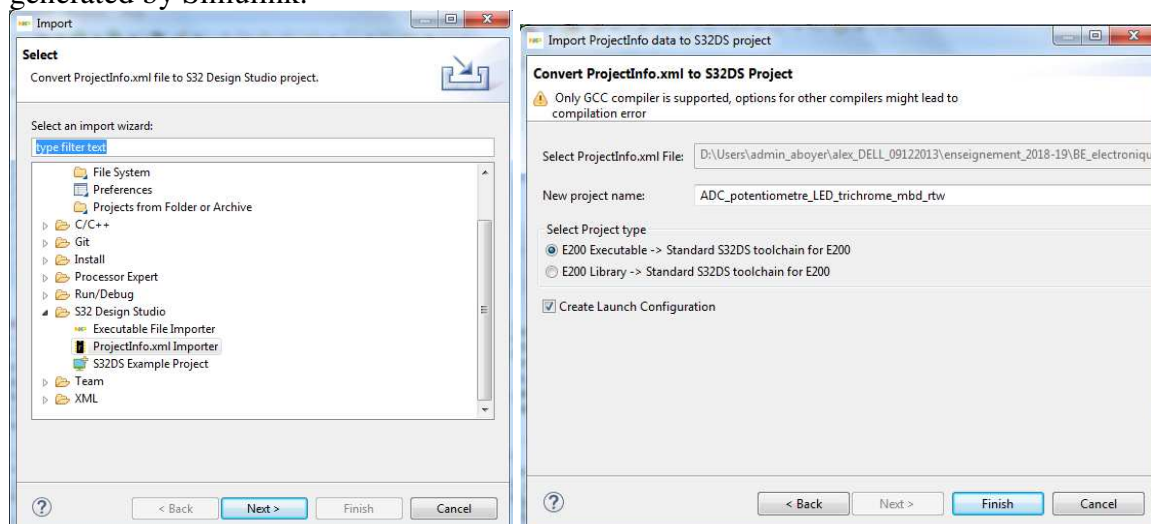 generated by Simulink.
Import
Select
Convert ProjectInfo.xml file to S32 Design Studio project.
Select an import wizard:
type filter text
File System
Preferences
Projects from Folder or Archive
C/C++
Git
Install
Processor Expert
Run/Debug
S32 Design Studio
Executable File Importer
ProjectInfo.xml Importer
S32DS Example Project
Team
XML
< Back Next > Finish Cancel
Import ProjectInfo data to S32DS project
Convert ProjectInfo.xml to S32DS Project
Only GCC compiler is supported, options for other compilers might lead to
compilation error
Select ProjectInfo.xml File: D:\Users\admin_aboyer\alex_DELL_09122013\enseignement_2018-19\BE_electroniqu
New project name: ADC_potentiometre_LED_trichrome_mbd_rtw
Select Project type
E200 Executable -> Standard S32DS toolchain for E200
E200 Library -> Standard S32DS toolchain for E200
Create Launch Configuration
< Back Next > Finish Cancel